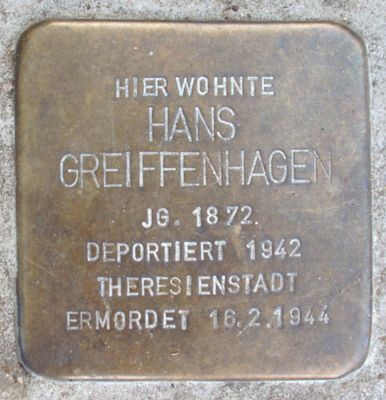 HIER WOHNTE
HANS
GREIFFENHAGEN
JG. 1872
DEPORTIERT 1942
THERESIENSTADT
ERMORDET 16.2.1944